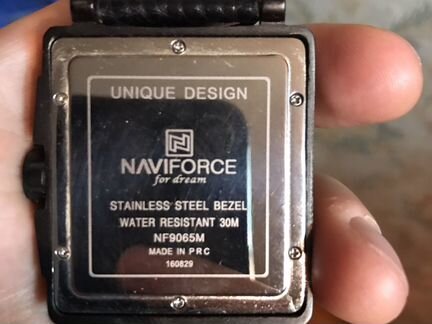 UNIQUE DESIGN
NAVIFORCE
for dream
STAINLESS STEEL BEZEL
WATER RESISTANT 30M
NF9065M
MADE IN PRC
160829